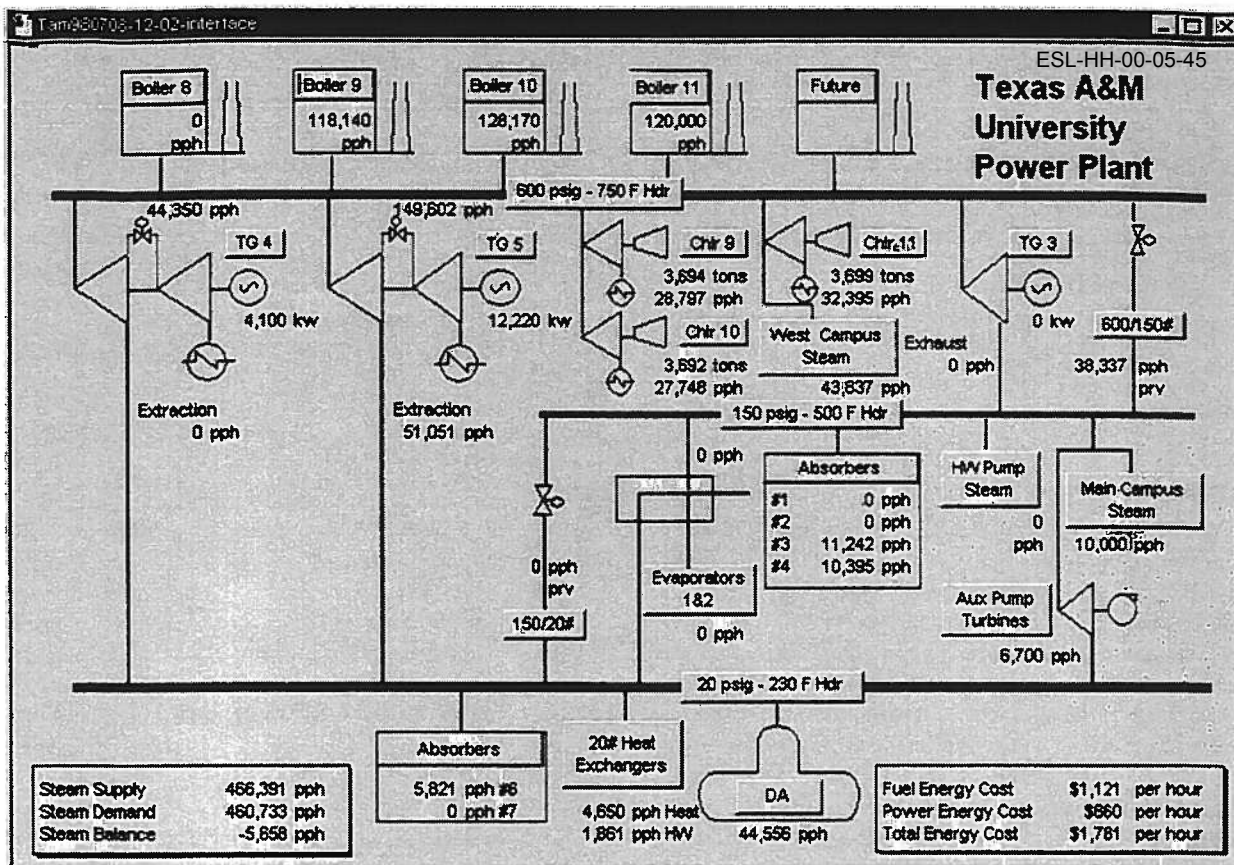 Tam980708-12-02-interface
ESL-HH-00-05-45
Texas A&M
University
Power Plant
Boiler 8
0
pph
Boiler 9
118,140
pph
Boiler 10
128,170
pph
Boiler 11
120,000
pph
Future
600 psig - 750 F Hdr
44,350 pph
TG 4
4,100 kw
Extraction
0 pph
149,602 pph
TG 5
12,220 kw
Extraction
51,051 pph
Chlr 9
3,694 tons
28,797 pph
Chlr 10
3,692 tons
27,748 pph
Chlr 11
3,699 tons
32,395 pph
West Campus
Steam
43,837 pph
TG 3
0 kw
Exhaust
0 pph
600/150#
38,337 pph
prv
150 psig - 500 F Hdr
0 pph
prv
150/20#
0 pph
Evaporators
1&2
0 pph
Absorbers
#1 0 pph
#2 0 pph
#3 11,242 pph
#4 10,395 pph
HW Pump
Steam
0
pph
Main Campus
Steam
10,000 pph
Aux Pump
Turbines
6,700 pph
20 psig - 230 F Hdr
Absorbers
5,821 pph #6
0 pph #7
20# Heat
Exchangers
4,650 pph Heat
1,861 pph HW
DA
44,556 pph
Steam Supply 466,391 pph
Steam Demand 460,733 pph
Steam Balance -5,658 pph
Fuel Energy Cost $1,121 per hour
Power Energy Cost $660 per hour
Total Energy Cost $1,781 per hour